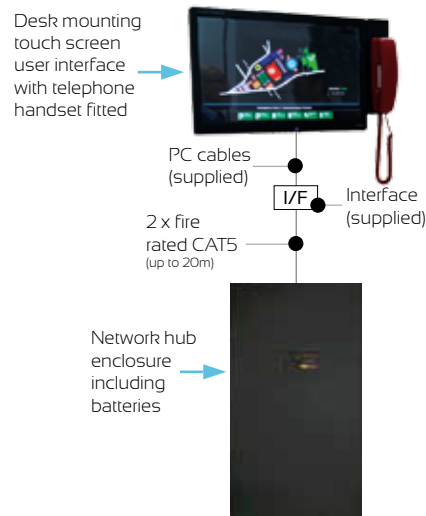 Desk mounting
touch screen
user interface
with telephone
handset fitted
PC cables
(supplied)
I/F
Interface
(supplied)
2 x fire
rated CAT5
(up to 20m)
Network hub
enclosure
including
batteries